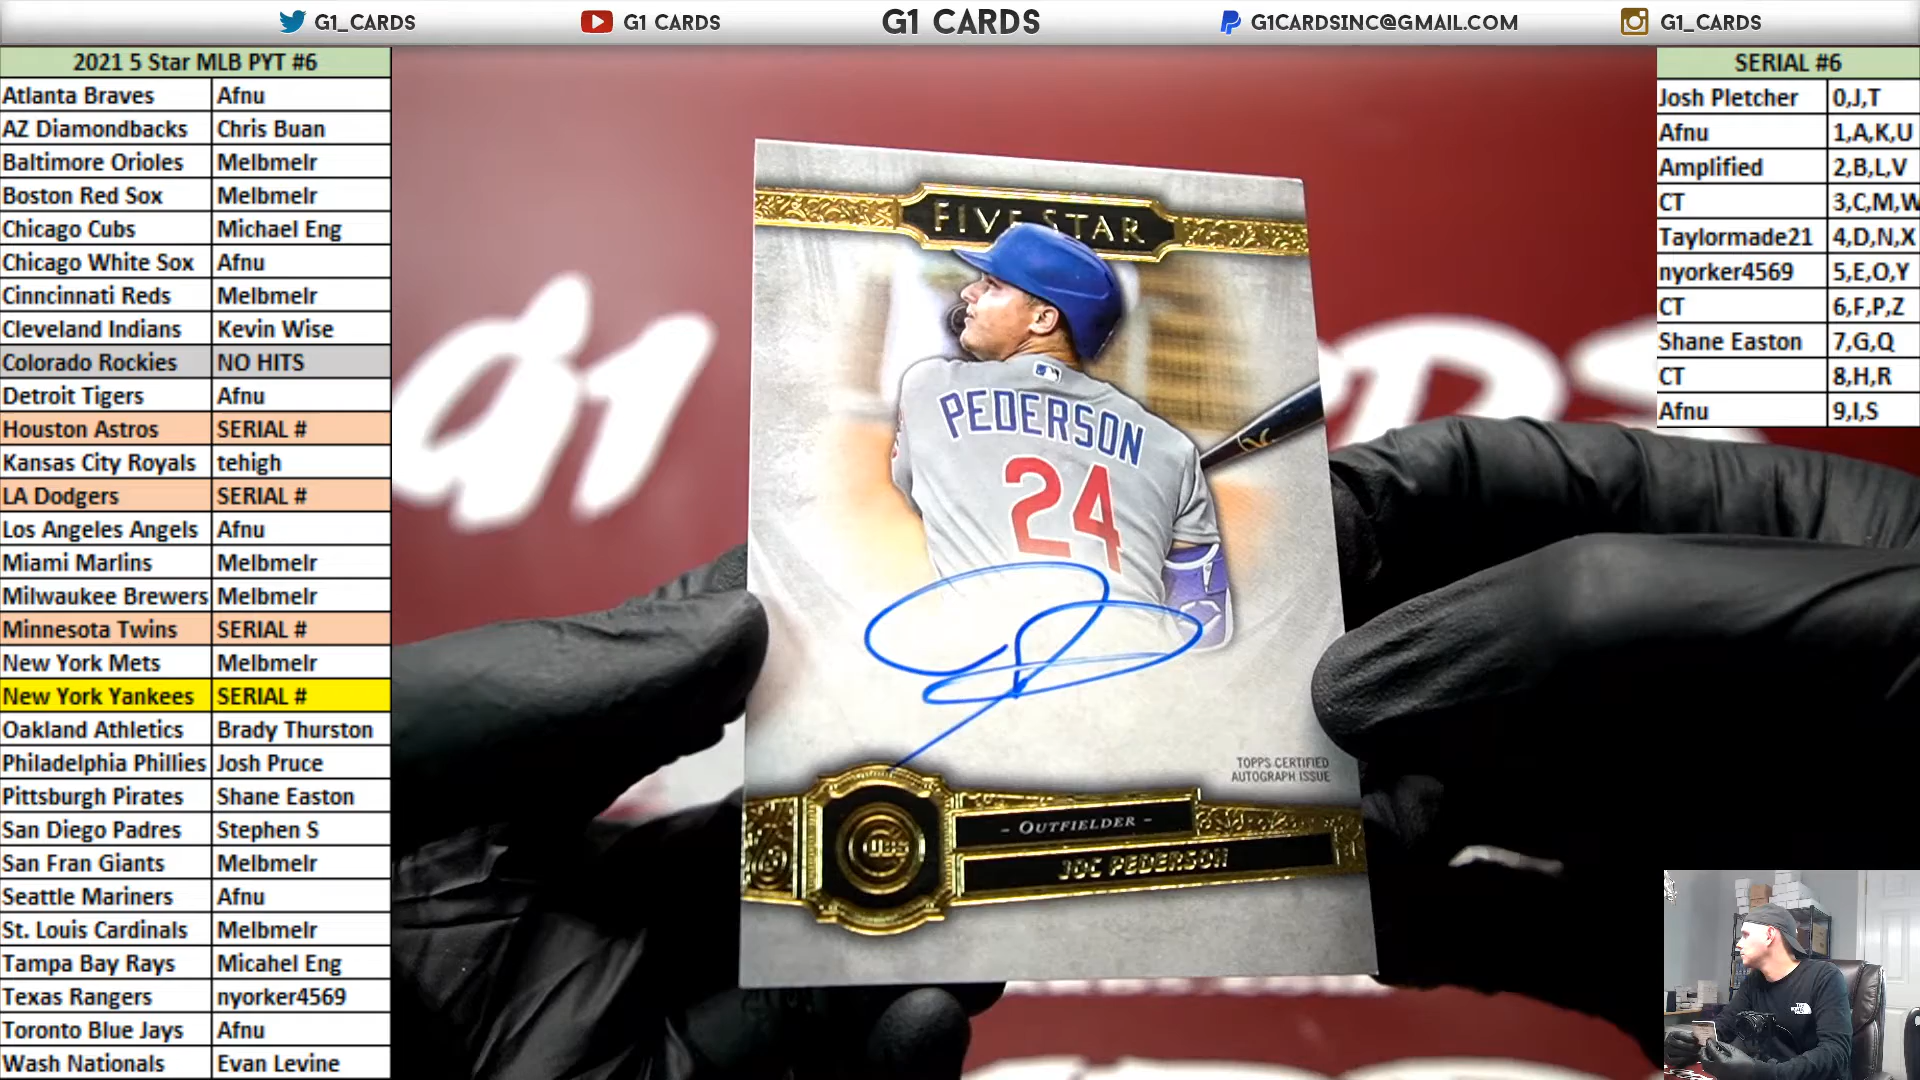 G1_CARDS
G1 CARDS
G1 CARDS
G1CARDSINC@GMAIL.COM
G1_CARDS
2021 5 Star MLB PYT #6
Atlanta Braves Afnu
AZ Diamondbacks Chris Buan
Baltimore Orioles Melbmelr
Boston Red Sox Melbmelr
Chicago Cubs Michael Eng
Chicago White Sox Afnu
Cinncinnati Reds Melbmelr
Cleveland Indians Kevin Wise
Colorado Rockies NO HITS
Detroit Tigers Afnu
Houston Astros SERIAL #
Kansas City Royals tehigh
LA Dodgers SERIAL #
Los Angeles Angels Afnu
Miami Marlins Melbmelr
Milwaukee Brewers Melbmelr
Minnesota Twins SERIAL #
New York Mets Melbmelr
New York Yankees SERIAL #
Oakland Athletics Brady Thurston
Philadelphia Phillies Josh Pruce
Pittsburgh Pirates Shane Easton
San Diego Padres Stephen S
San Fran Giants Melbmelr
Seattle Mariners Afnu
St. Louis Cardinals Melbmelr
Tampa Bay Rays Micahel Eng
Texas Rangers nyorker4569
Toronto Blue Jays Afnu
Wash Nationals Evan Levine
FIVE STAR
PEDERSON
24
TOPPS CERTIFIED
AUTOGRAPH ISSUE
- OUTFIELDER -
CUBS
JOC PEDERSON
G1
SERIAL #6
Josh Pletcher 0,J,T
Afnu 1,A,K,U
Amplified 2,B,L,V
CT 3,C,M,W
Taylormade21 4,D,N,X
nyorker4569 5,E,O,Y
CT 6,F,P,Z
Shane Easton 7,G,Q
CT 8,H,R
Afnu 9,I,S